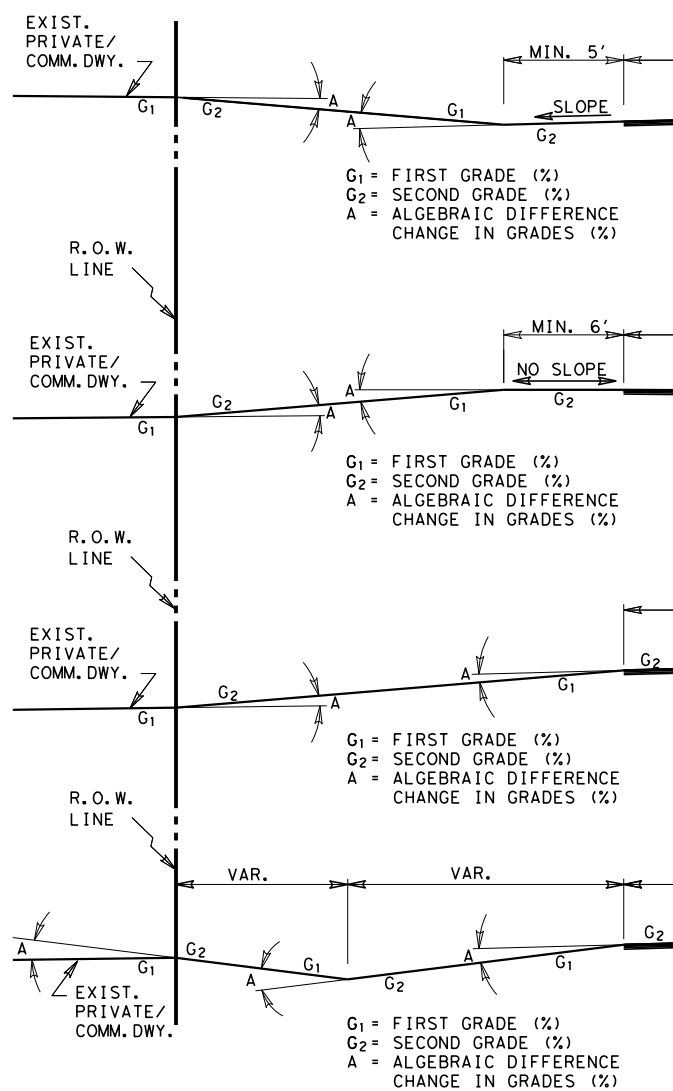 EXIST.
PRIVATE/
COMM.DWY.
MIN. 5'
G1
G2
A
A
G1
SLOPE
G2
G1 = FIRST GRADE (%)
G2 = SECOND GRADE (%)
A = ALGEBRAIC DIFFERENCE
CHANGE IN GRADES (%)
R.O.W.
LINE
EXIST.
PRIVATE/
COMM.DWY.
MIN. 6'
NO SLOPE
G1
G2
A
A
G1
G2
G1 = FIRST GRADE (%)
G2 = SECOND GRADE (%)
A = ALGEBRAIC DIFFERENCE
CHANGE IN GRADES (%)
R.O.W.
LINE
EXIST.
PRIVATE/
COMM.DWY.
G1
G2
A
A
G1
G2
G1 = FIRST GRADE (%)
G2 = SECOND GRADE (%)
A = ALGEBRAIC DIFFERENCE
CHANGE IN GRADES (%)
R.O.W.
LINE
VAR.
VAR.
A
G1
G2
A
G1
G2
A
G1
G2
EXIST.
PRIVATE/
COMM.DWY.
G1 = FIRST GRADE (%)
G2 = SECOND GRADE (%)
A = ALGEBRAIC DIFFERENCE
CHANGE IN GRADES (%)